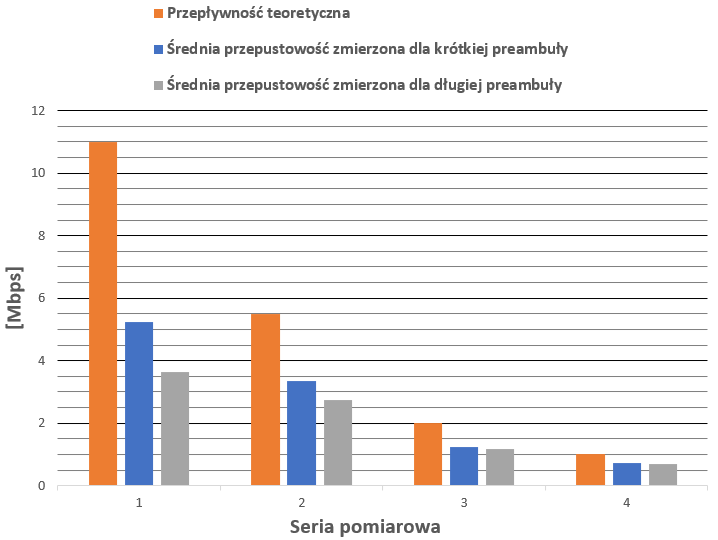 Przepływność teoretyczna
Średnia przepustowość zmierzona dla krótkiej preambuły
Średnia przepustowość zmierzona dla długiej preambuły
12
10
8
6
4
2
0
[Mbps]
1 2 3 4
Seria pomiarowa